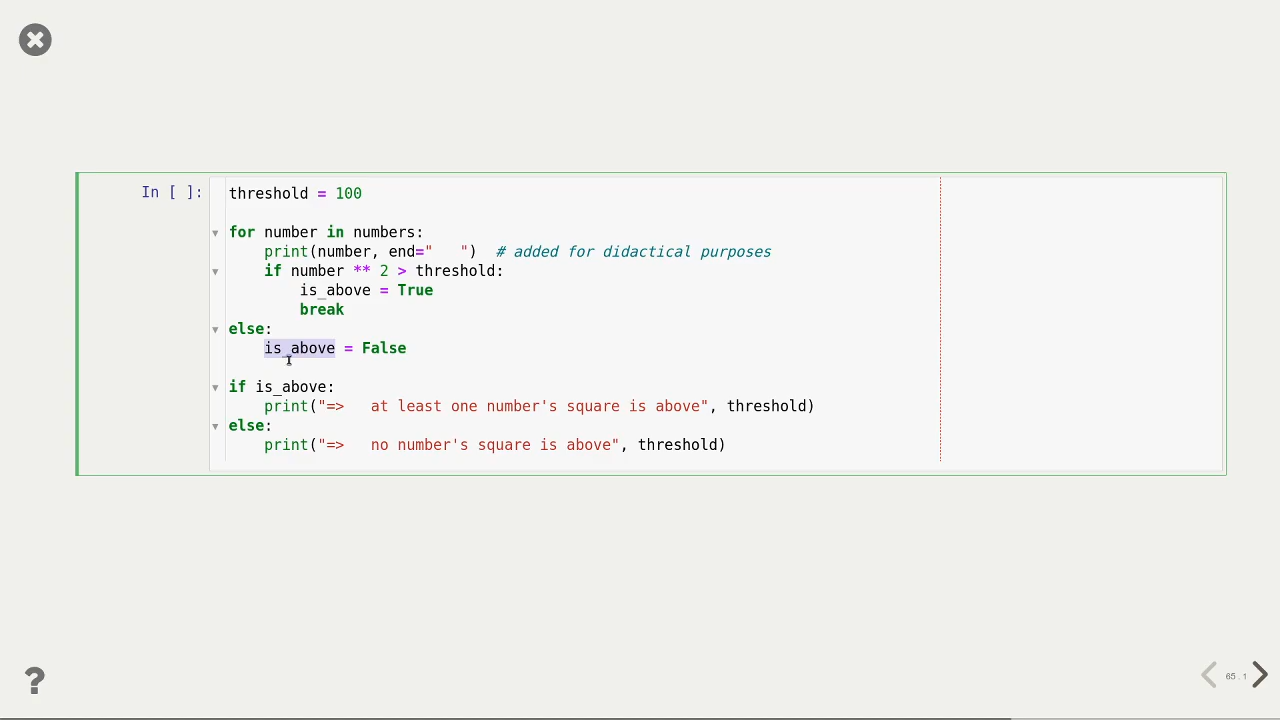 In [ ]:
threshold = 100
for number in numbers:
    print(number, end="   ")  # added for didactical purposes
    if number ** 2 > threshold:
        is_above = True
        break
else:
    is_above = False
if is_above:
    print("=>   at least one number's square is above", threshold)
else:
    print("=>   no number's square is above", threshold)
?
65 . 1